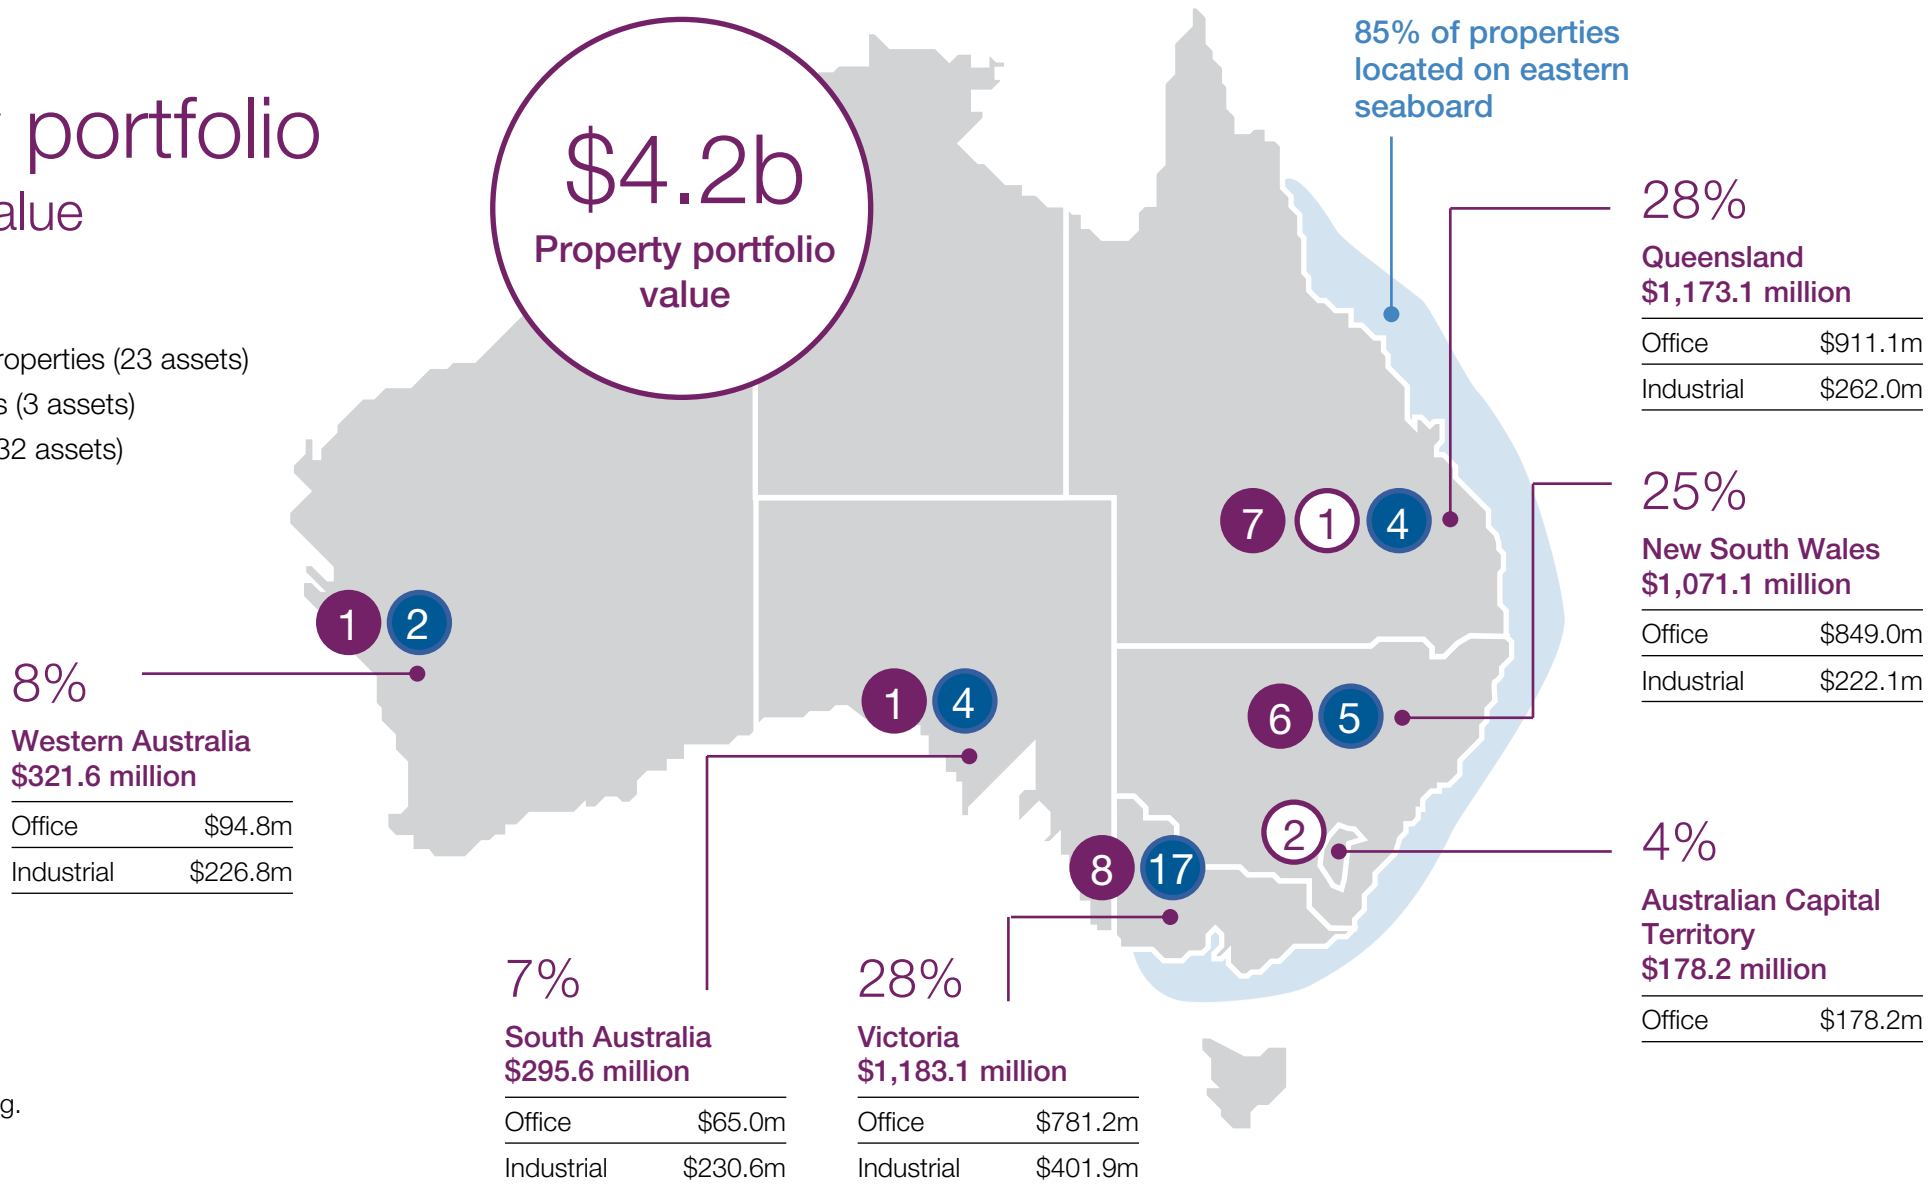 portfolio
$4.2b
Property portfolio
value
85% of properties
located on eastern
seaboard
(23 assets)
(3 assets)
32 assets)
28%
Queensland
$1,173.1 million
Office $911.1m
Industrial $262.0m
7 1 4
25%
New South Wales
$1,071.1 million
Office $849.0m
Industrial $222.1m
6 5
1 2
8%
Western Australia
$321.6 million
Office $94.8m
Industrial $226.8m
1 4
2
4%
Australian Capital
Territory
$178.2 million
Office $178.2m
8 17
7%
South Australia
$295.6 million
Office $65.0m
Industrial $230.6m
28%
Victoria
$1,183.1 million
Office $781.2m
Industrial $401.9m